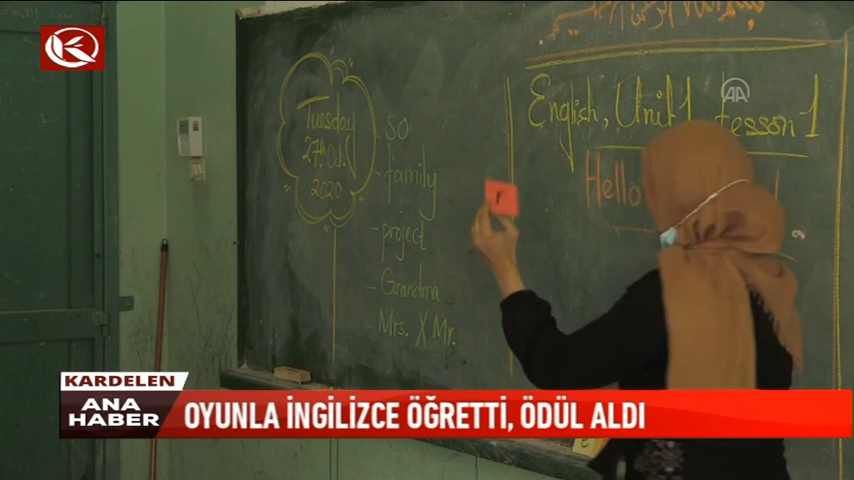 AA
English, Unit 1 Lesson 1
Hello
Tuesday
27th Oct.
2020
- so
- family
- project
- Grandma
- Mrs. X Mr.
KARDELEN
ANA
HABER
OYUNLA İNGİLİZCE ÖĞRETTİ, ÖDÜL ALDI